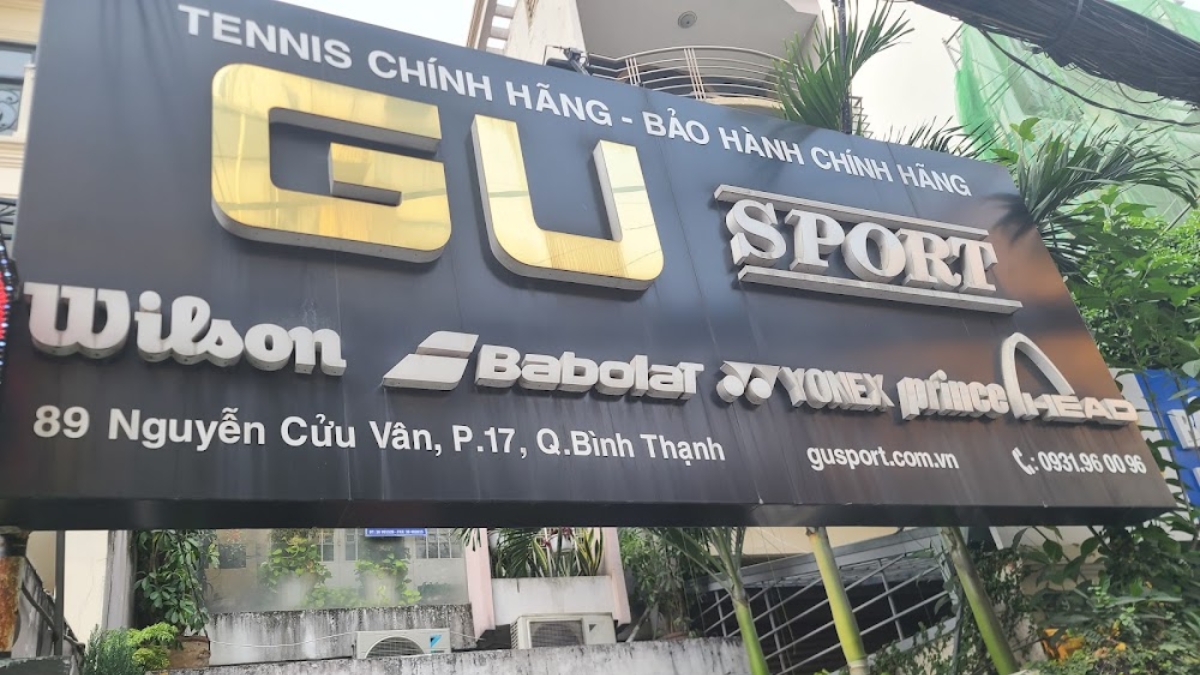 TENNIS CHÍNH HÃNG - BẢO HÀNH CHÍNH HÃNG
GU SPORT
Wilson BaboлaT YONEX prince HEAD
89 Nguyễn Cửu Vân, P.17, Q.Bình Thạnh gusport.com.vn : 0931.96 00 96